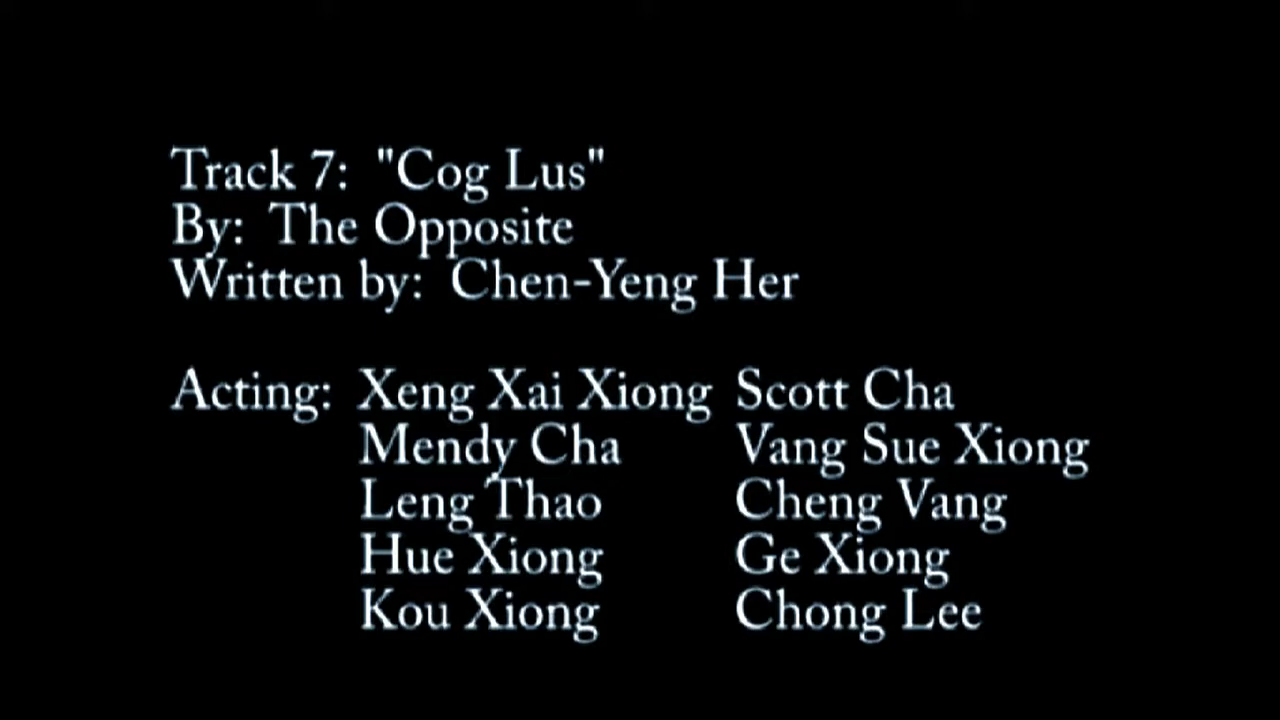 Track 7:  "Cog Lus"
By:  The Opposite
Written by:  Chen-Yeng Her
Acting:  Xeng Xai Xiong  Scott Cha
Mendy Cha  Vang Sue Xiong
Leng Thao  Cheng Vang
Hue Xiong  Ge Xiong
Kou Xiong  Chong Lee